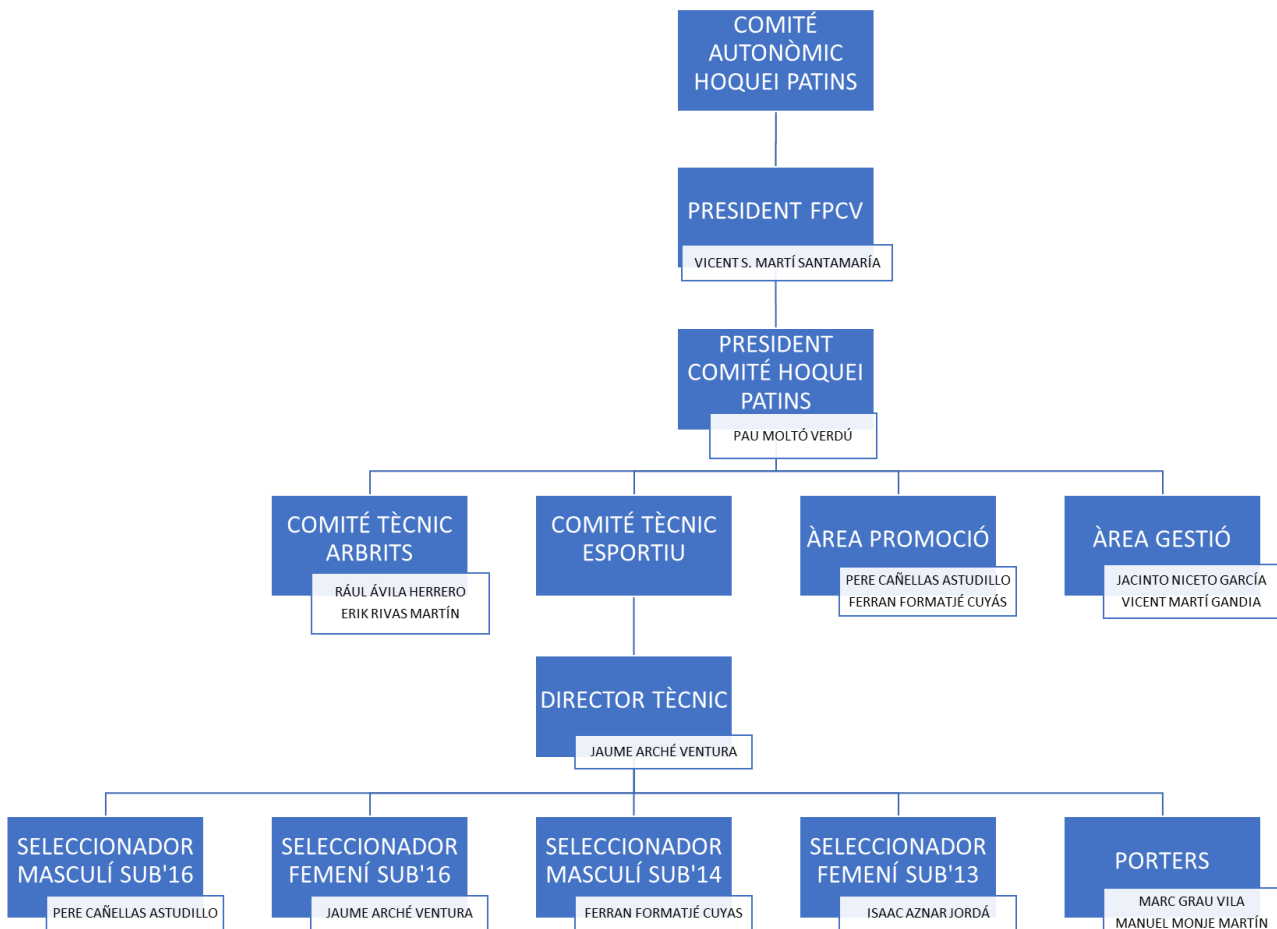 COMITÉ
AUTONÒMIC
HOQUEI PATINS
PRESIDENT FPCV
VICENT S. MARTÍ SANTAMARÍA
PRESIDENT
COMITÉ HOQUEI
PATINS
PAU MOLTÓ VERDÚ
COMITÉ TÈCNIC
ARBRITS
RÁUL ÁVILA HERRERO
ERIK RIVAS MARTÍN
COMITÉ TÈCNIC
ESPORTIU
ÀREA PROMOCIÓ
PERE CAÑELLAS ASTUDILLO
FERRAN FORMATJÉ CUYÁS
ÀREA GESTIÓ
JACINTO NICETO GARCÍA
VICENT MARTÍ GANDIA
DIRECTOR TÈCNIC
JAUME ARCHÉ VENTURA
SELECCIONADOR
MASCULÍ SUB'16
PERE CAÑELLAS ASTUDILLO
SELECCIONADOR
FEMENÍ SUB'16
JAUME ARCHÉ VENTURA
SELECCIONADOR
MASCULÍ SUB'14
FERRAN FORMATJÉ CUYAS
SELECCIONADOR
FEMENÍ SUB'13
ISAAC AZNAR JORDÁ
PORTERS
MARC GRAU VILA
MANUEL MONJE MARTÍN